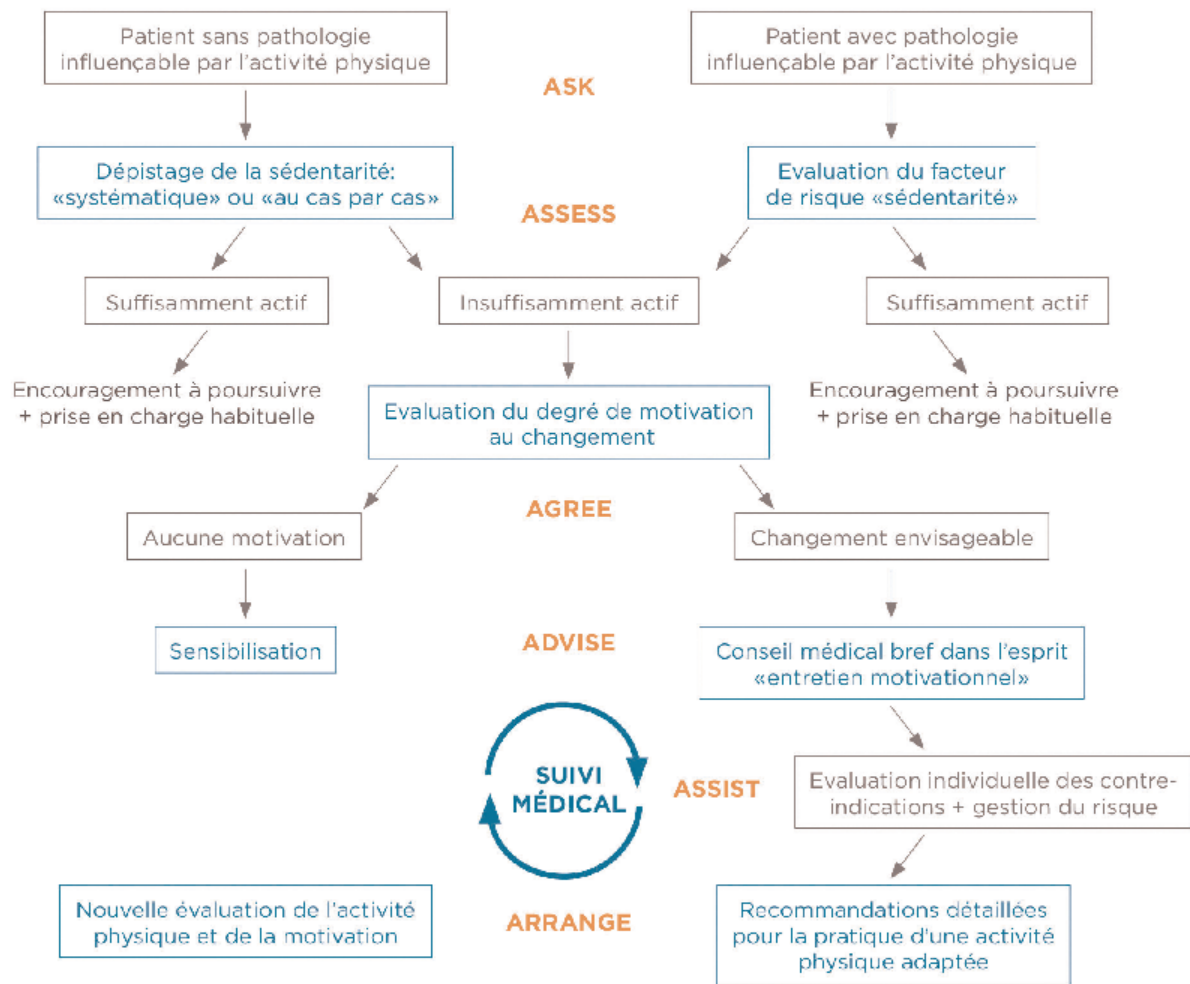 Patient sans pathologie
influençable par l'activité physique
Patient avec pathologie
influençable par l'activité physique
ASK
Dépistage de la sédentarité:
«systématique» ou «au cas par cas»
Evaluation du facteur
de risque «sédentarité»
ASSESS
Suffisamment actif
Insuffisamment actif
Suffisamment actif
Encouragement à poursuivre
+ prise en charge habituelle
Evaluation du degré de motivation
au changement
Encouragement à poursuivre
+ prise en charge habituelle
AGREE
Aucune motivation
Changement envisageable
Sensibilisation
ADVISE
Conseil médical bref dans l'esprit
«entretien motivationnel»
SUIVI
MÉDICAL
ASSIST
Evaluation individuelle des contre-
indications + gestion du risque
Nouvelle évaluation de l'activité
physique et de la motivation
ARRANGE
Recommandations détaillées
pour la pratique d'une activité
physique adaptée